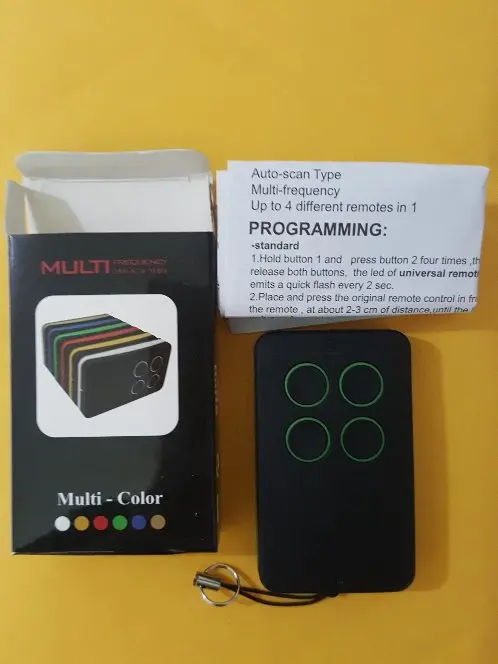 MULTI FREQUENCY
Multi - Color
Auto-scan Type
Multi-frequency
Up to 4 different remotes in 1
PROGRAMMING:
-standard
1.Hold button 1 and press button 2 four times ,th
release both buttons, the led of universal remot
emits a quick flash every 2 sec.
2.Place and press the original remote control in fr
the remote , at about 2-3 cm of distance,until the